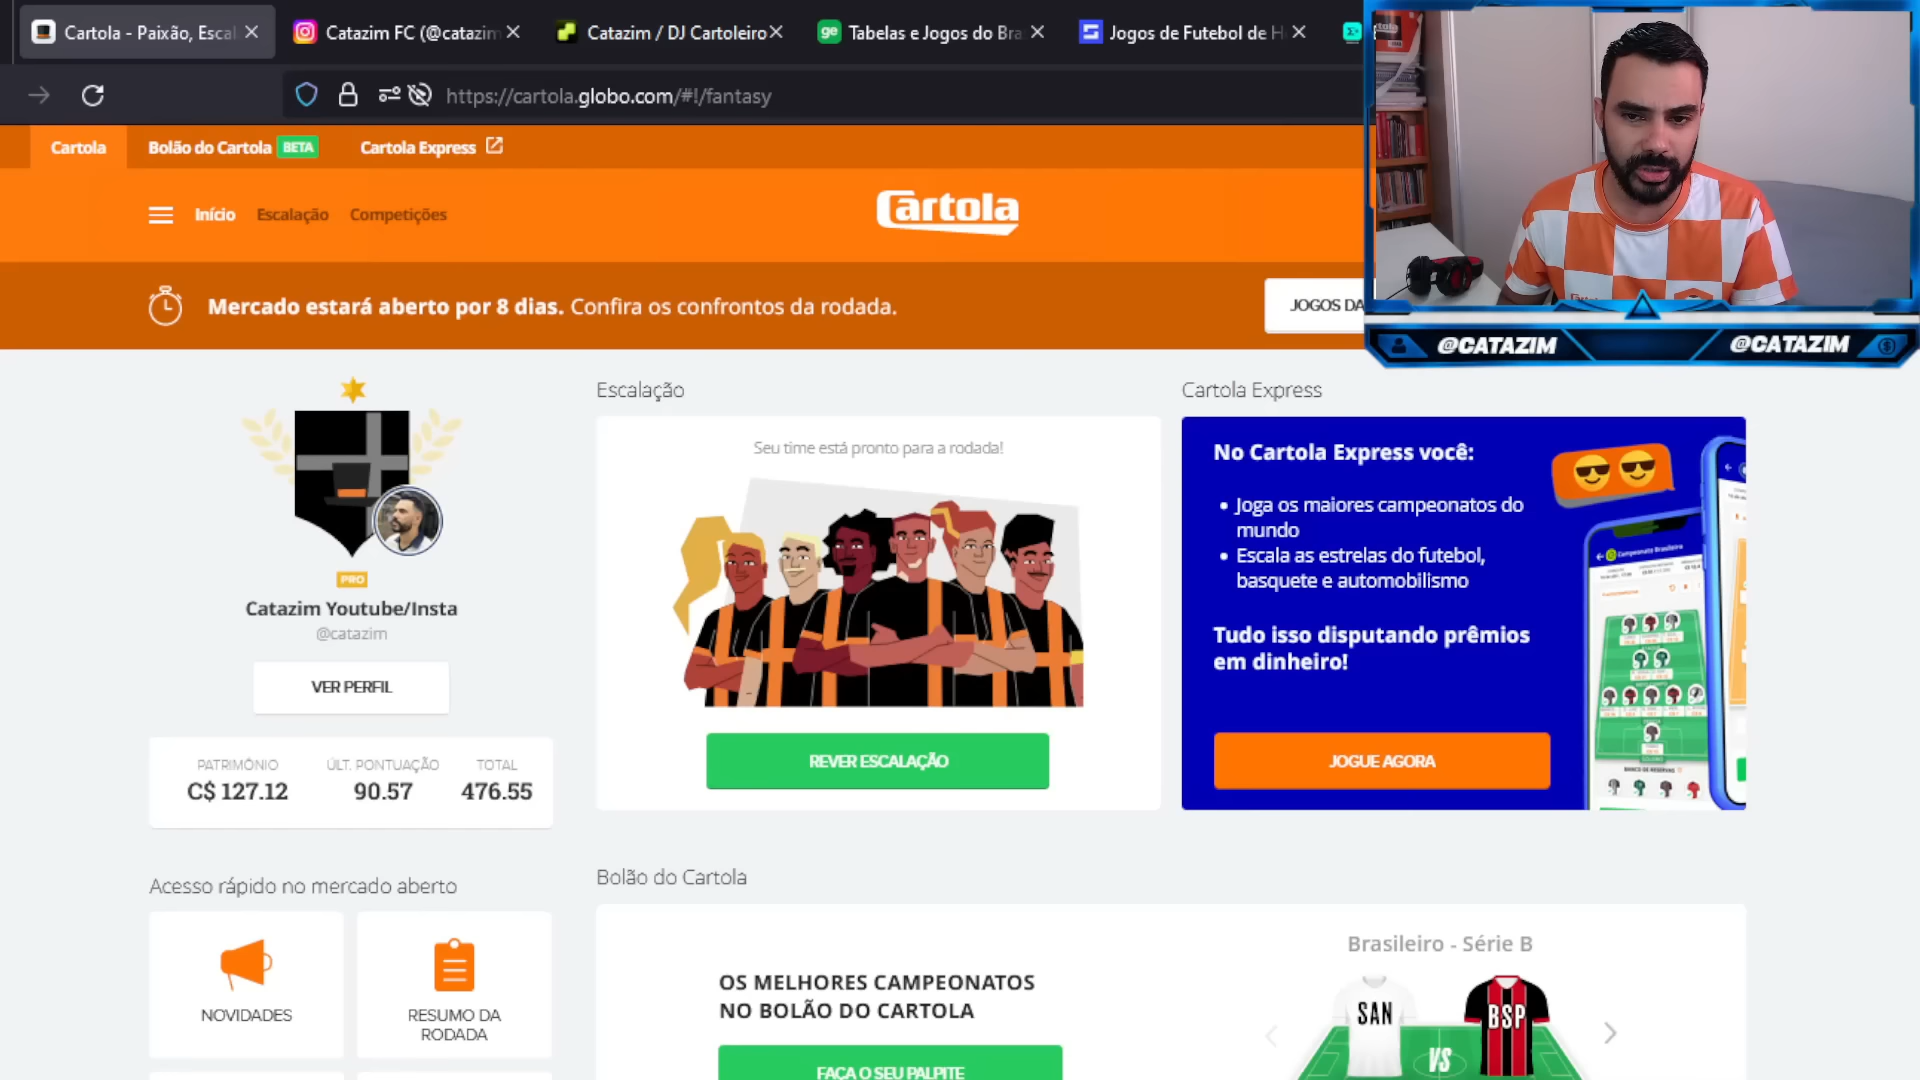 Cartola - Paixão, Escal
Catazim FC (@catazim
Catazim / DJ Cartoleiro
ge
Tabelas e Jogos do Bra
Jogos de Futebol de H
https://cartola.globo.com/#!/fantasy
Cartola
Bolão do Cartola BETA
Cartola Express
Início
Escalação
Competições
Cartola
Mercado estará aberto por 8 dias. Confira os confrontos da rodada.
JOGOS DA
@CATAZIM
@CATAZIM
PRO
Catazim Youtube/Insta
@catazim
VER PERFIL
PATRIMÔNIO
C$ 127.12
ÚLT. PONTUAÇÃO
90.57
TOTAL
476.55
Escalação
Seu time está pronto para a rodada!
REVER ESCALAÇÃO
Cartola Express
No Cartola Express você:
• Joga os maiores campeonatos do
mundo
• Escala as estrelas do futebol,
basquete e automobilismo
Tudo isso disputando prêmios
em dinheiro!
JOGUE AGORA
Campeonato Brasileiro
BANCO DE RESERVAS
Acesso rápido no mercado aberto
NOVIDADES
RESUMO DA
RODADA
Bolão do Cartola
OS MELHORES CAMPEONATOS
NO BOLÃO DO CARTOLA
FAÇA O SEU PALPITE
Brasileiro - Série B
SAN
VS
BSP